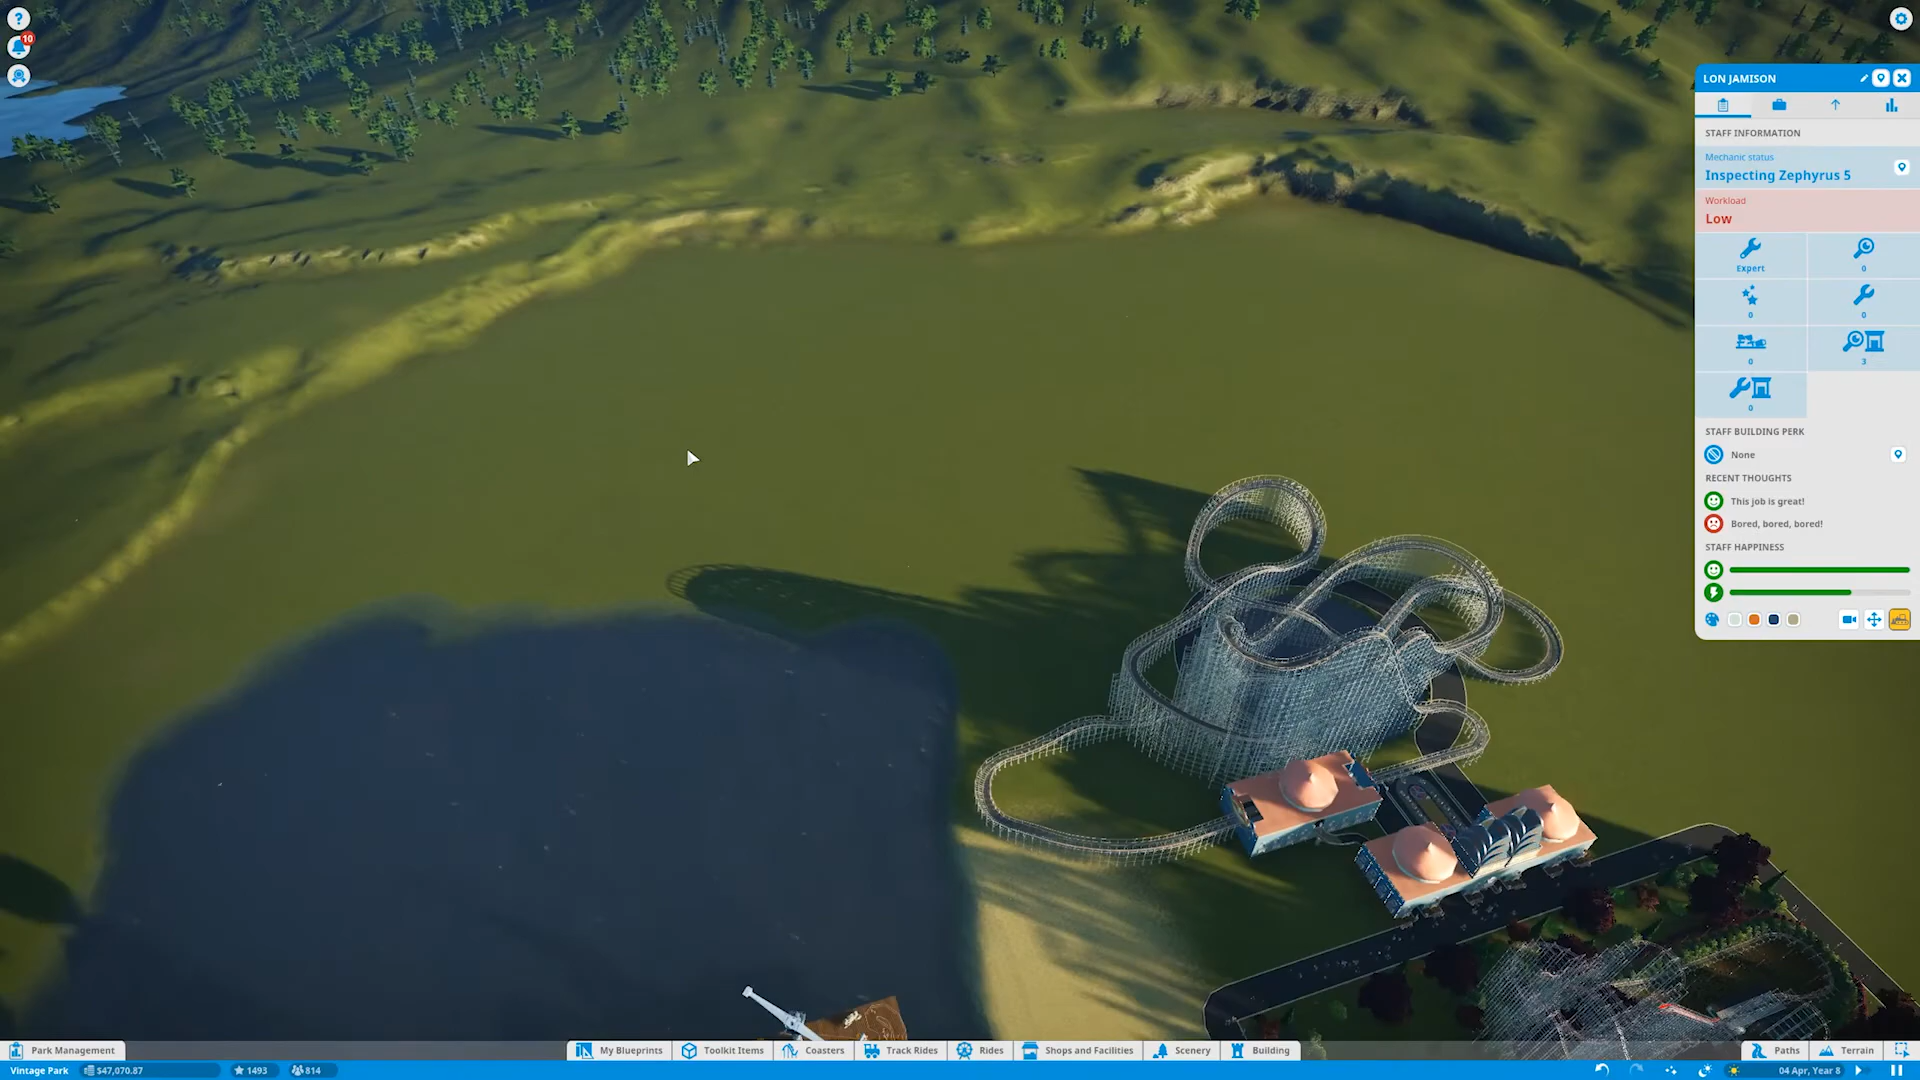 ?
10
LON JAMISON
STAFF INFORMATION
Mechanic status
Inspecting Zephyrus 5
Workload
Low
Expert
0
0
0
0
3
0
STAFF BUILDING PERK
None
RECENT THOUGHTS
This job is great!
Bored, bored, bored!
STAFF HAPPINESS
Park Management
My Blueprints
Toolkit Items
Coasters
Track Rides
Rides
Shops and Facilities
Scenery
Building
Paths
Terrain
Vintage Park
$47,070.87
1493
814
04 Apr, Year 8